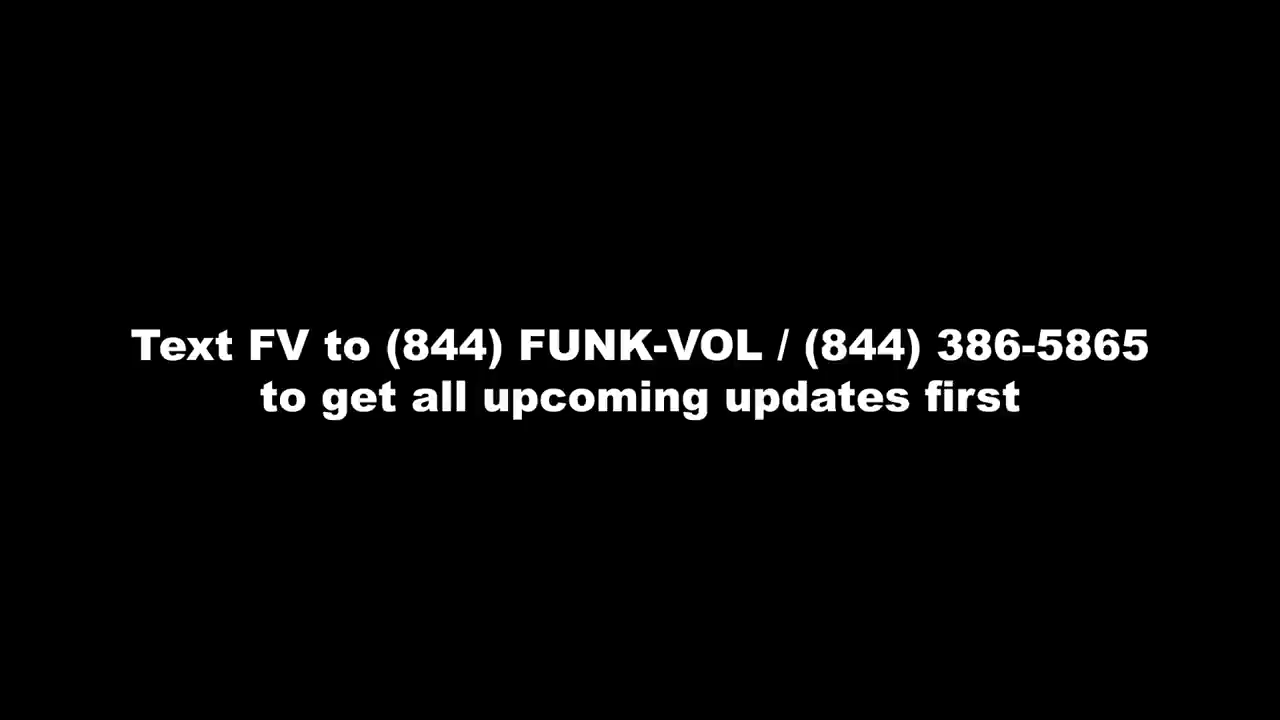 Text FV to (844) FUNK-VOL / (844) 386-5865
to get all upcoming updates first